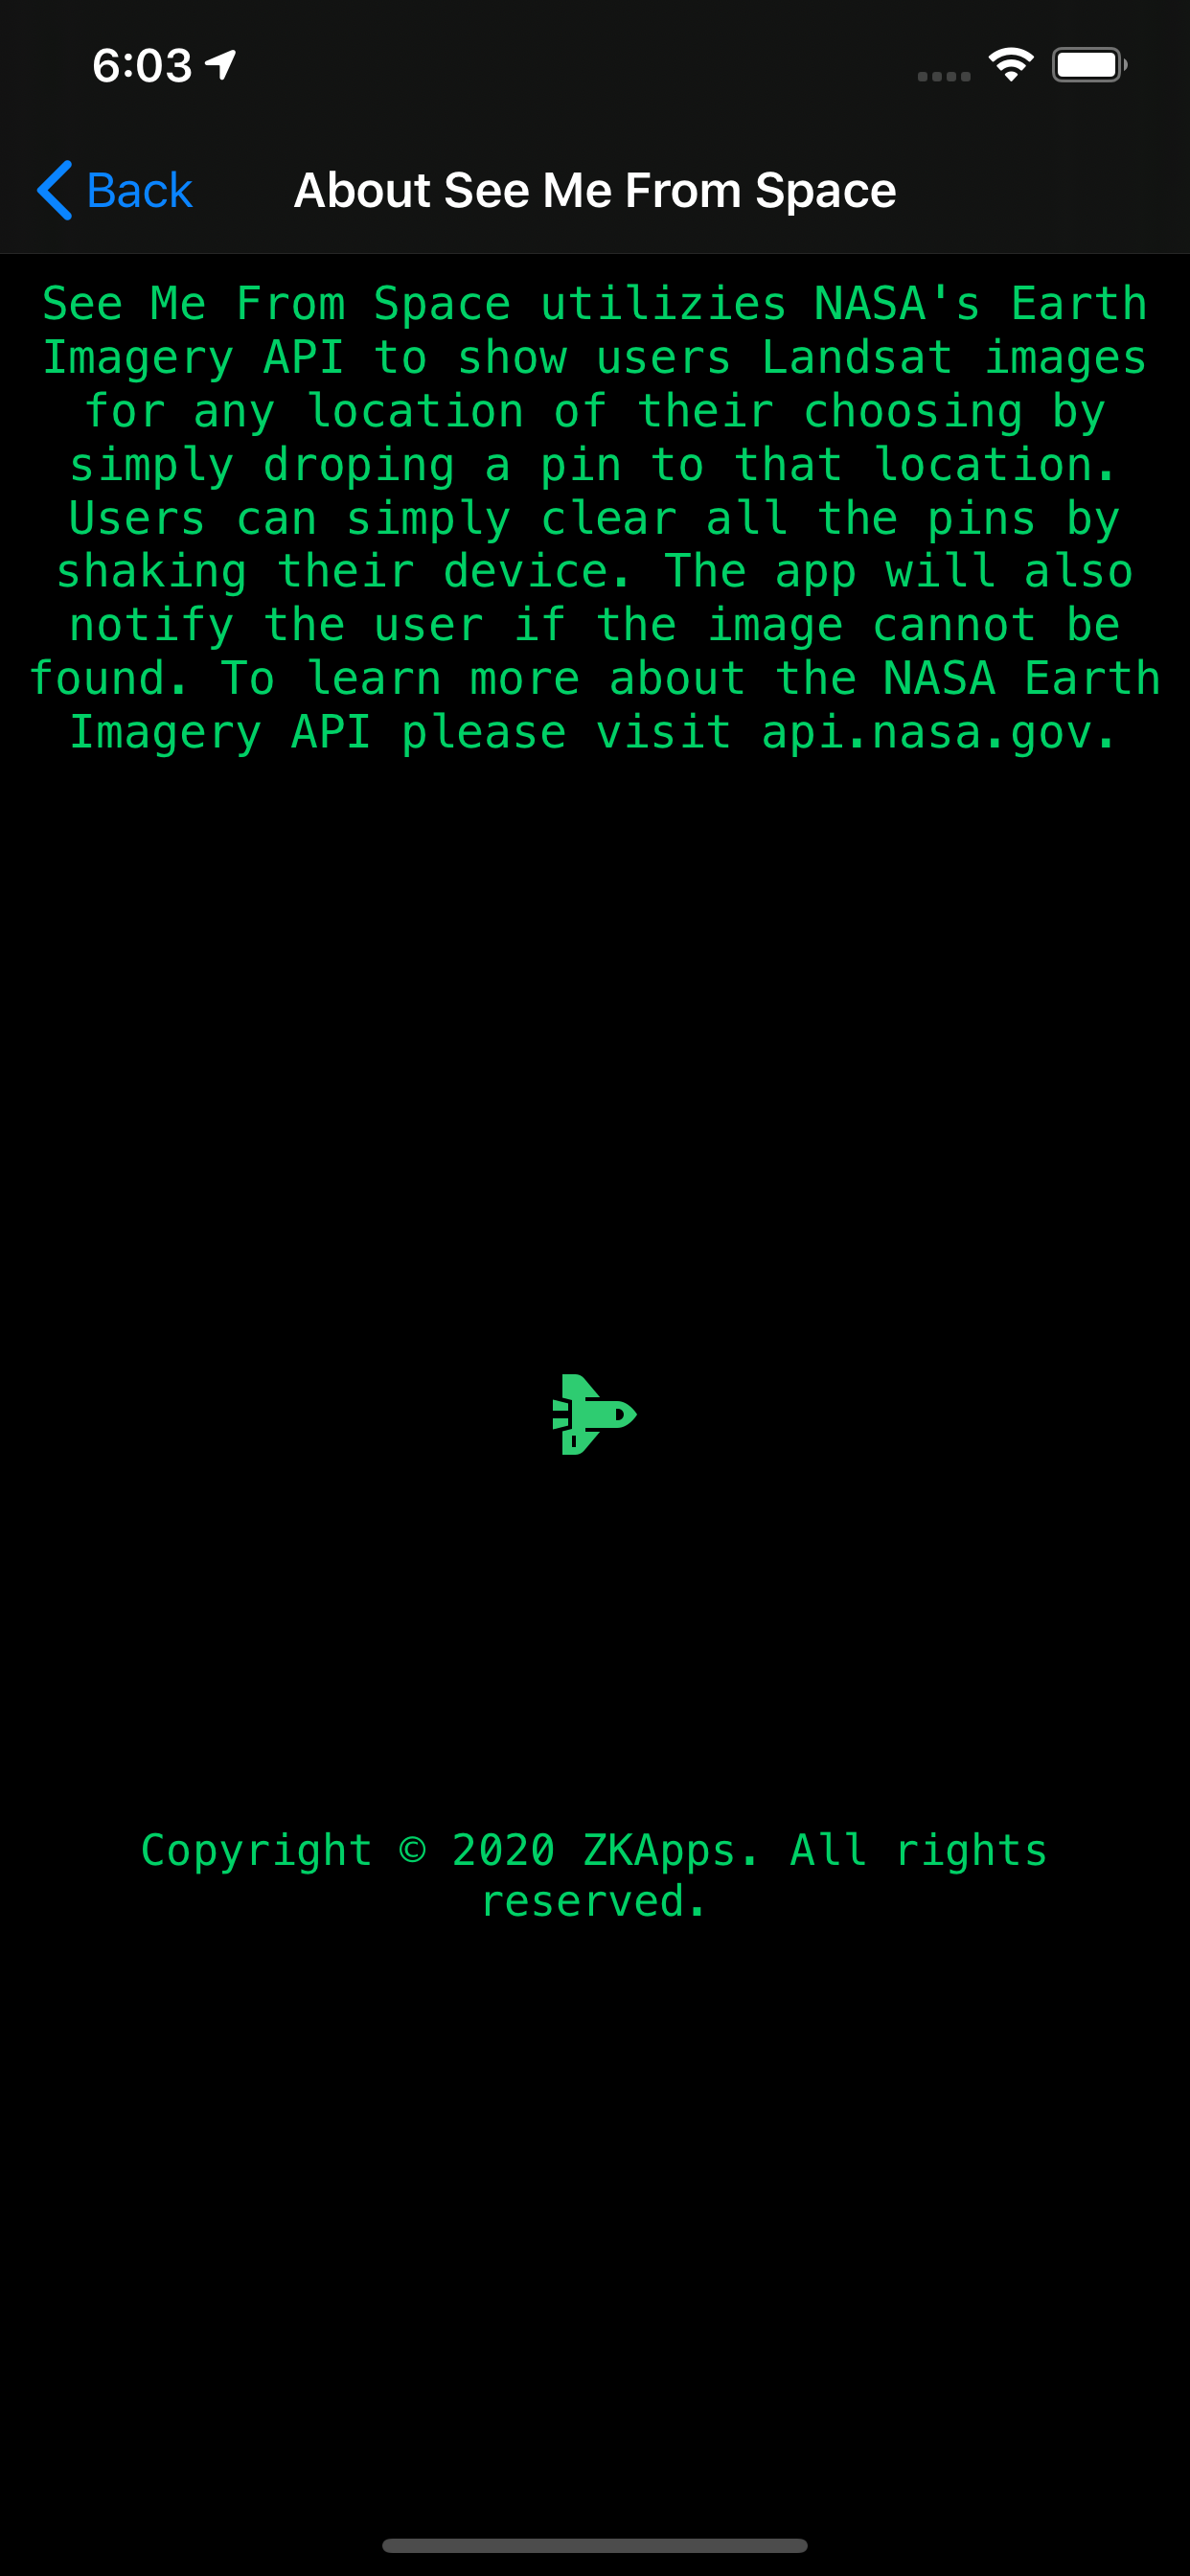 6:03
Back
About See Me From Space
See Me From Space utilizies NASA's Earth
Imagery API to show users Landsat images
for any location of their choosing by
simply droping a pin to that location.
Users can simply clear all the pins by
shaking their device. The app will also
notify the user if the image cannot be
found. To learn more about the NASA Earth
Imagery API please visit api.nasa.gov.
Copyright © 2020 ZKApps. All rights
reserved.